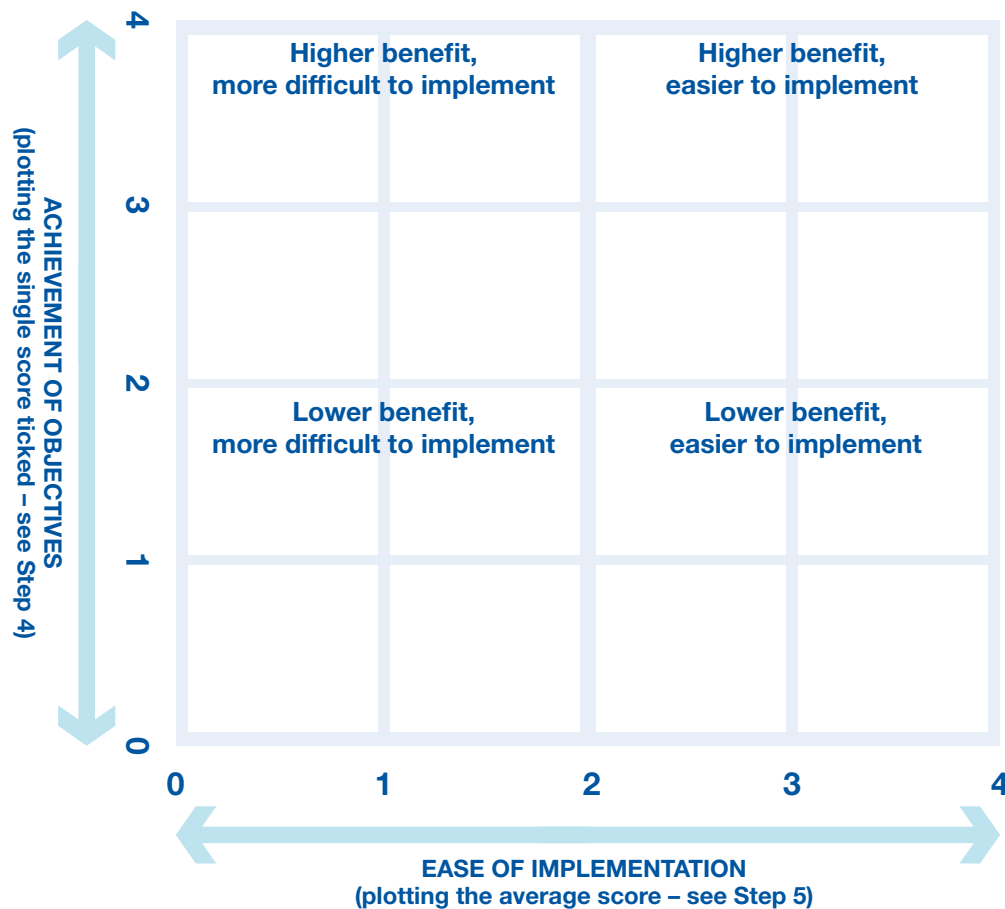 4
3
2
1
0
ACHIEVEMENT OF OBJECTIVES
(plotting the single score ticked – see Step 4)
Higher benefit,
more difficult to implement
Higher benefit,
easier to implement
Lower benefit,
more difficult to implement
Lower benefit,
easier to implement
0 1 2 3 4
EASE OF IMPLEMENTATION
(plotting the average score – see Step 5)